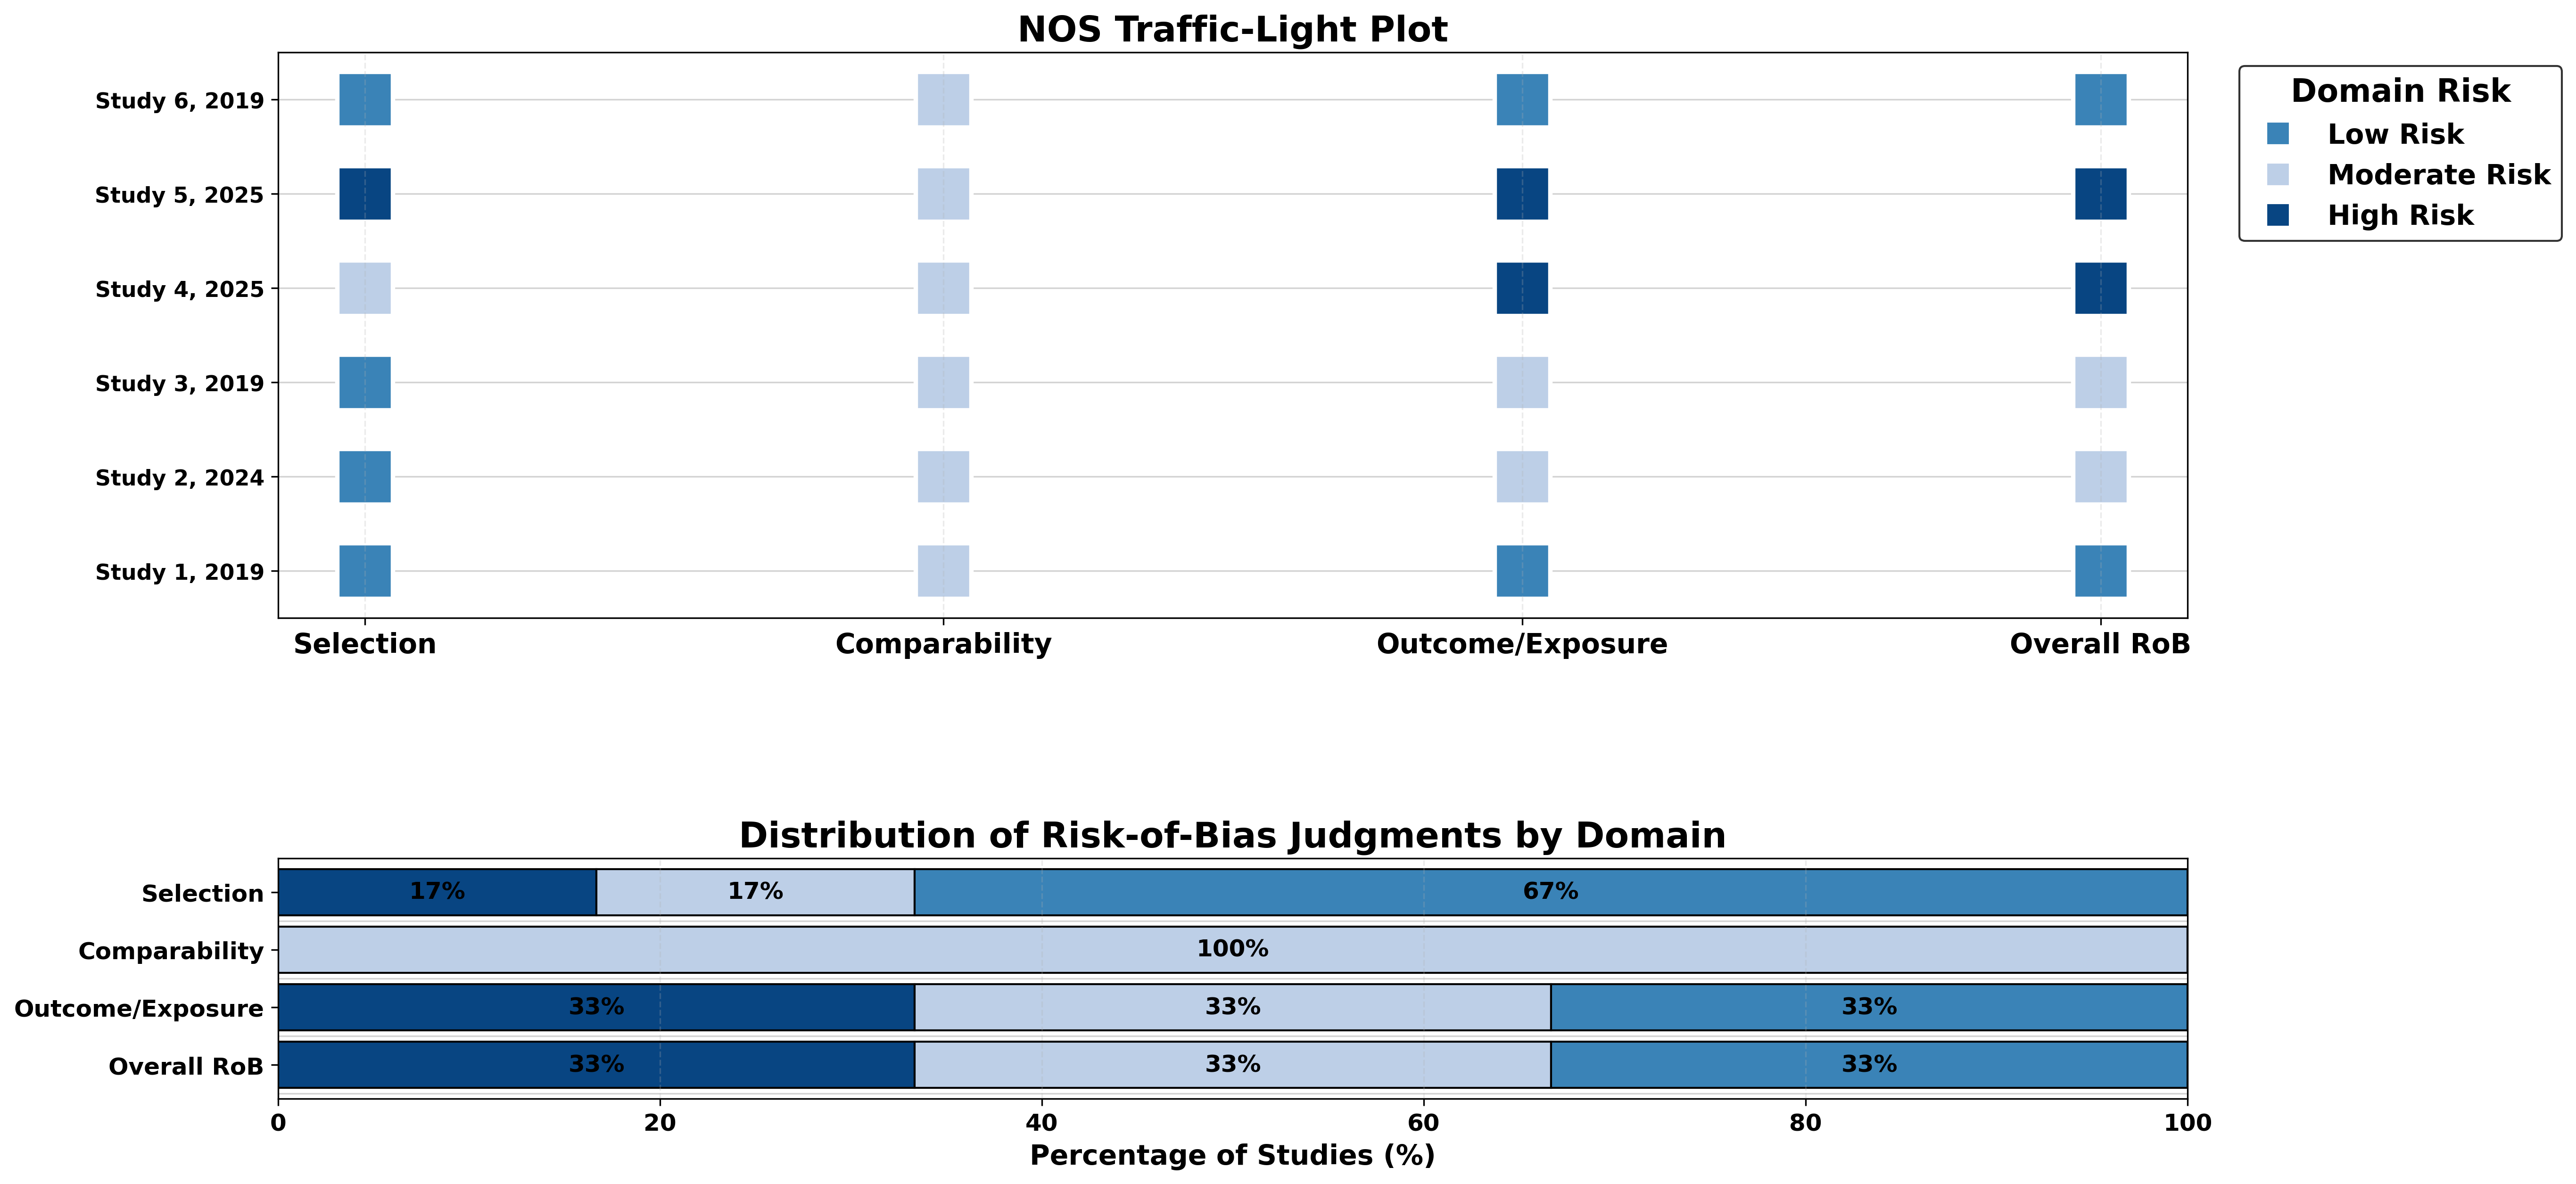 NOS Traffic-Light Plot
Study 6, 2019
Study 5, 2025
Study 4, 2025
Study 3, 2019
Study 2, 2024
Study 1, 2019
Selection Comparability Outcome/Exposure Overall RoB
Domain Risk
Low Risk
Moderate Risk
High Risk
Distribution of Risk-of-Bias Judgments by Domain
Selection 17% 17% 67%
Comparability 100%
Outcome/Exposure 33% 33% 33%
Overall RoB 33% 33% 33%
0 20 40 60 80 100
Percentage of Studies (%)